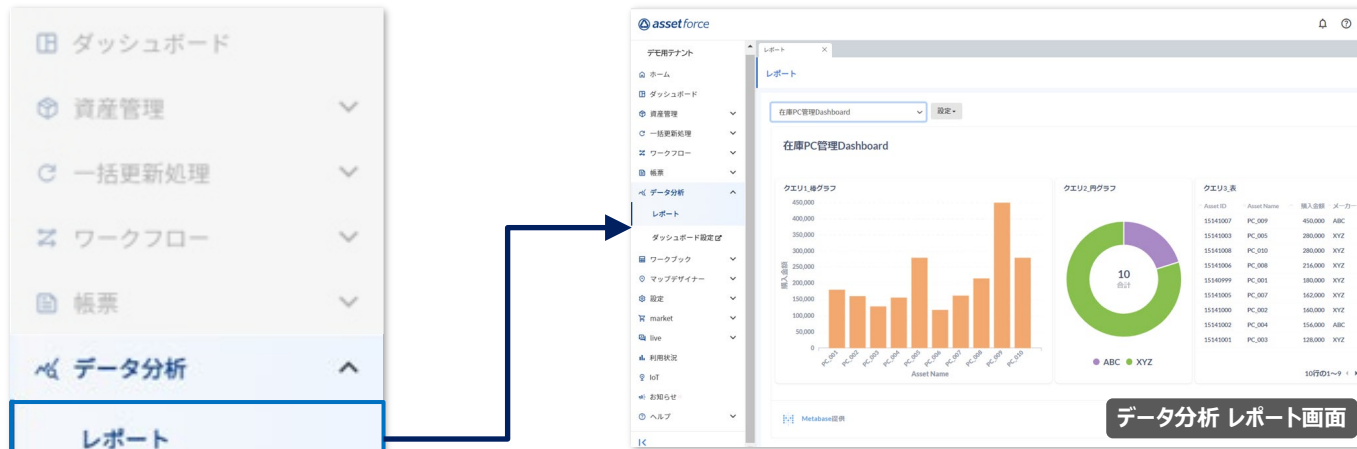 ダッシュボード
資産管理
一括更新処理
ワークフロー
帳票
データ分析
レポート
assetforce
デモ用テナント
ホーム
ダッシュボード
資産管理
一括更新処理
ワークフロー
帳票
データ分析
レポート
ダッシュボード設定
ワークブック
マップデザイナー
設定
market
live
利用状況
IoT
お知らせ
ヘルプ
レポート
レポート
在庫PC管理Dashboard
設定
在庫PC管理Dashboard
クエリ1_棒グラフ
450,000
400,000
350,000
300,000
250,000
200,000
150,000
100,000
50,000
0
購入金額
PC_001 PC_002 PC_003 PC_004 PC_005 PC_006 PC_007 PC_008 PC_009 PC_010
Asset Name
クエリ2_円グラフ
10
合計
ABC XYZ
クエリ3_表
Asset ID Asset Name 購入金額 メーカー
15141007 PC_009 450,000 ABC
15141003 PC_005 280,000 XYZ
15141008 PC_010 280,000 XYZ
15141006 PC_008 216,000 XYZ
15140999 PC_001 180,000 XYZ
15141005 PC_007 162,000 XYZ
15141000 PC_002 160,000 XYZ
15141002 PC_004 156,000 ABC
15141001 PC_003 128,000 XYZ
10行の1～9
Metabase提供
データ分析 レポート画面